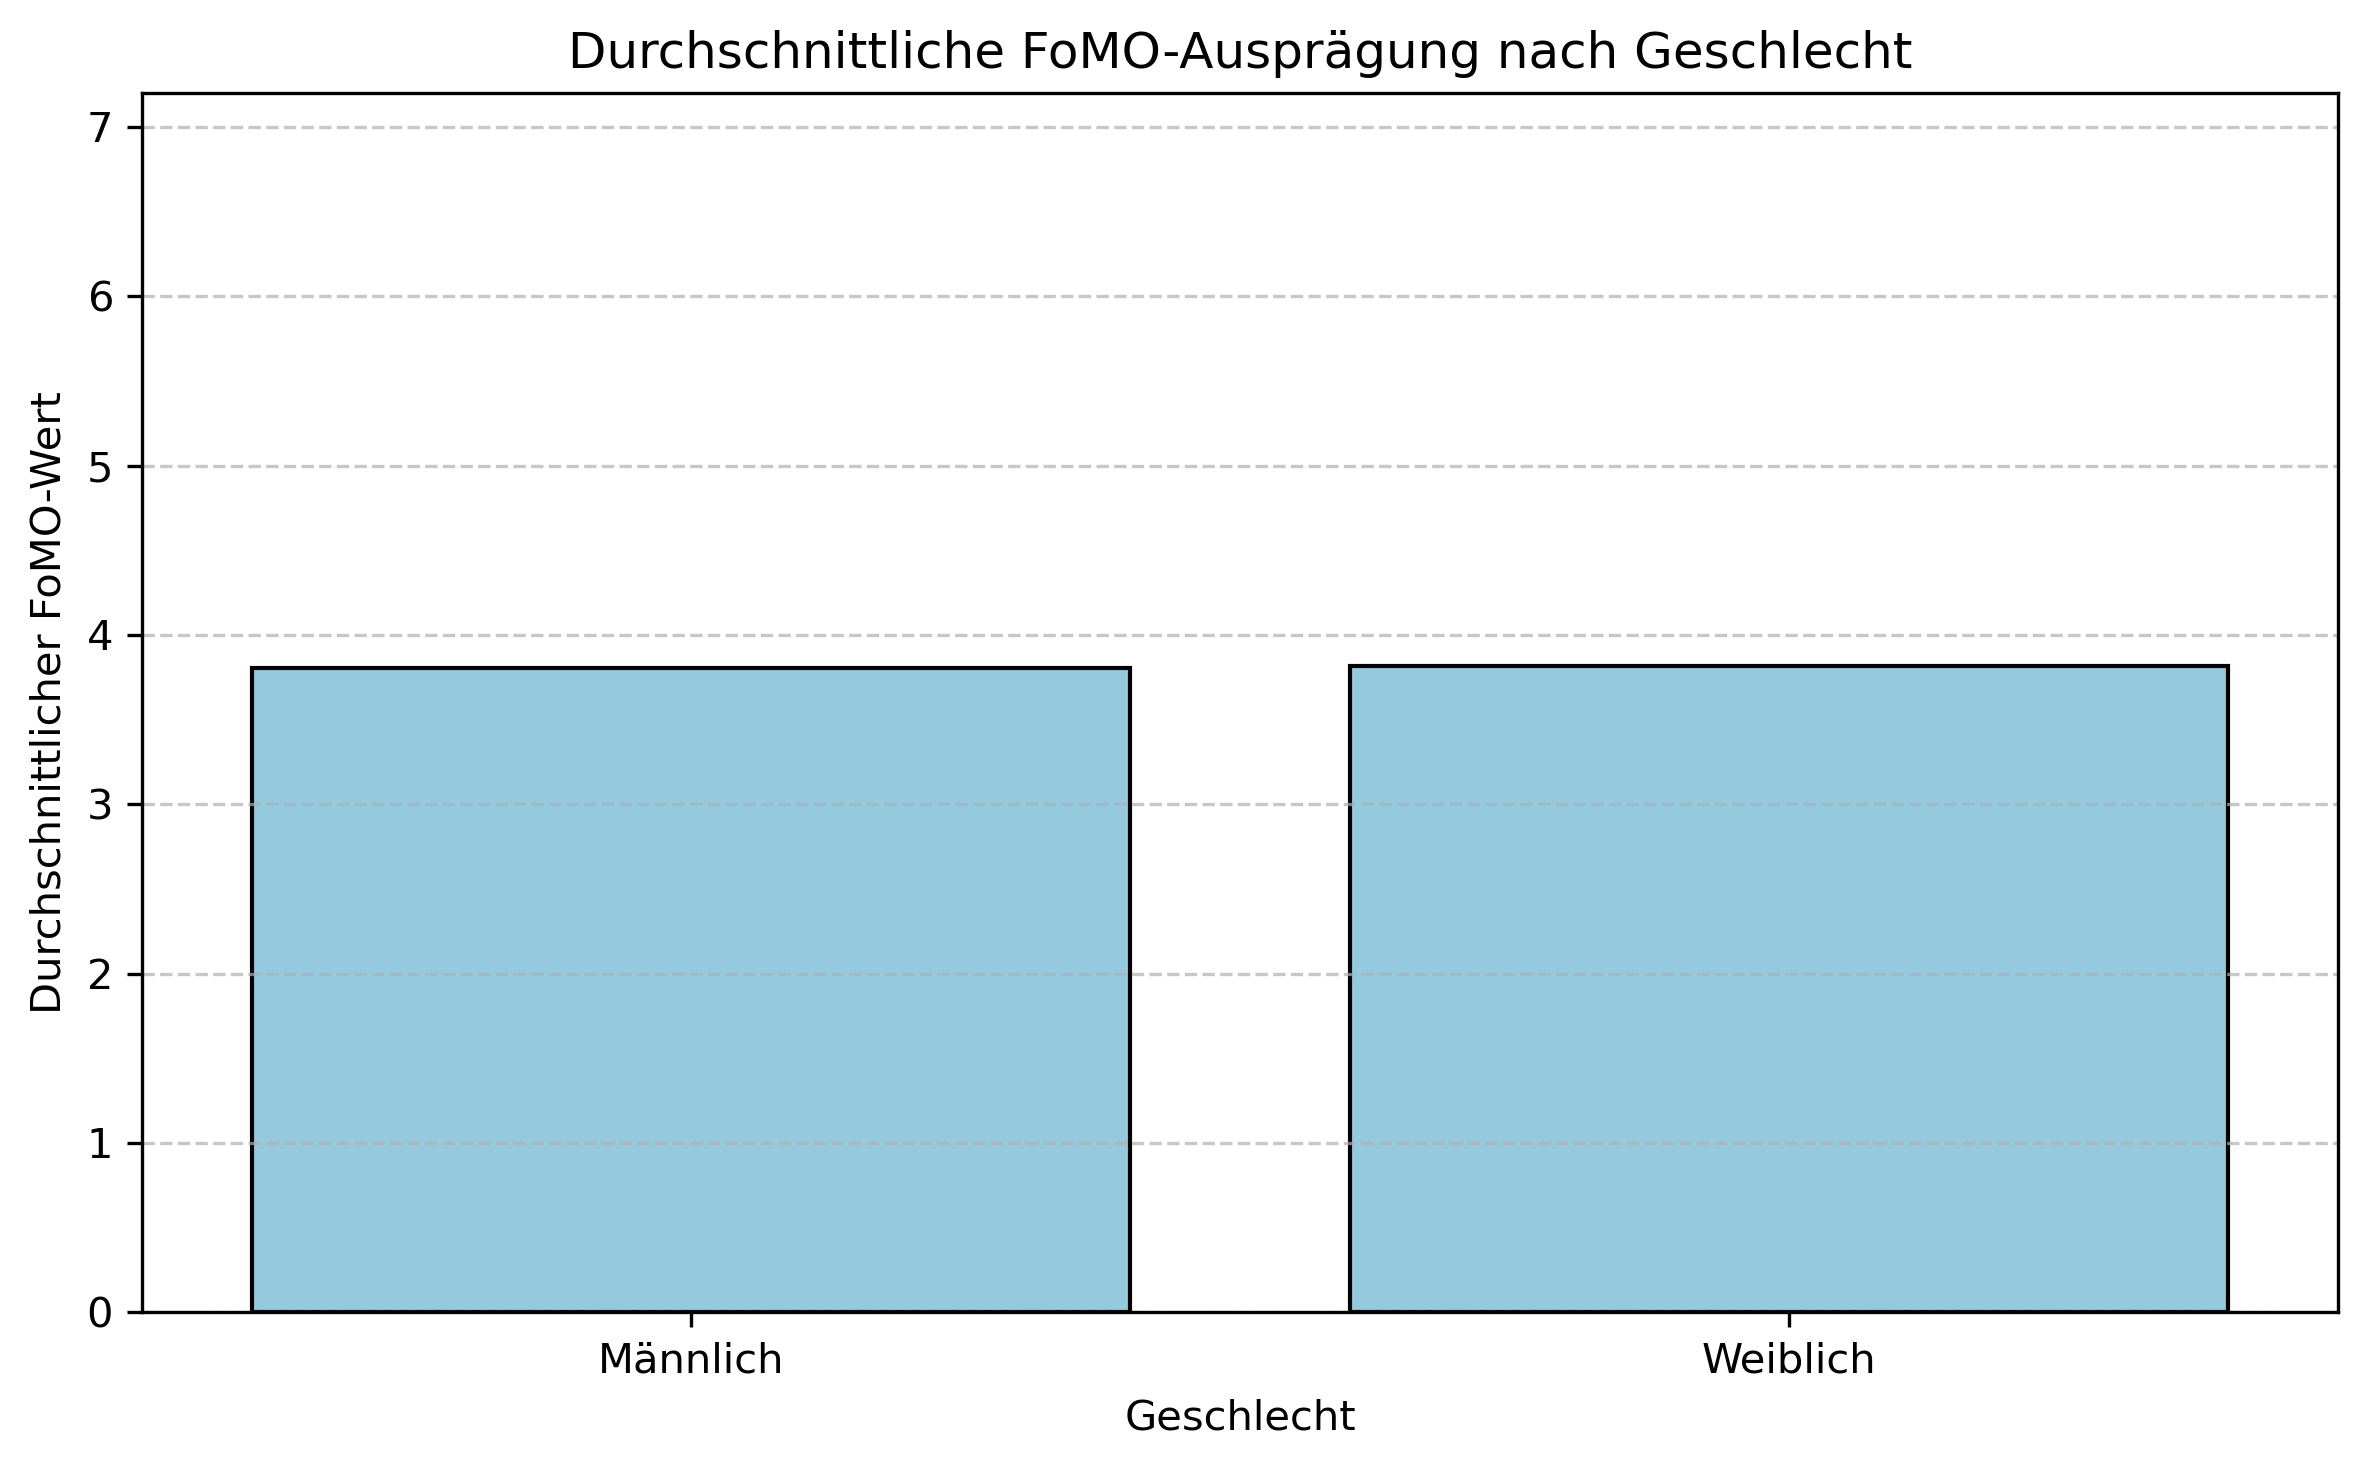 Durchschnittliche FoMO-Ausprägung nach Geschlecht
Durchschnittlicher FoMO-Wert
7
6
5
4
3
2
1
0
Männlich
Weiblich
Geschlecht